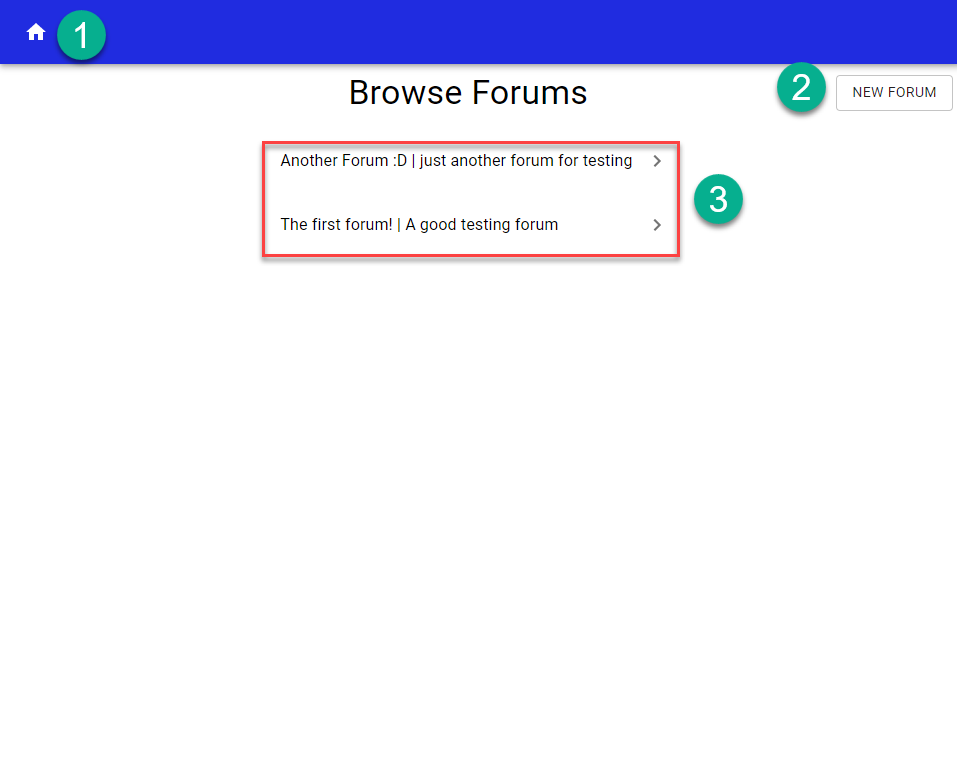 1
Browse Forums
2
NEW FORUM
Another Forum :D | just another forum for testing
3
The first forum! | A good testing forum